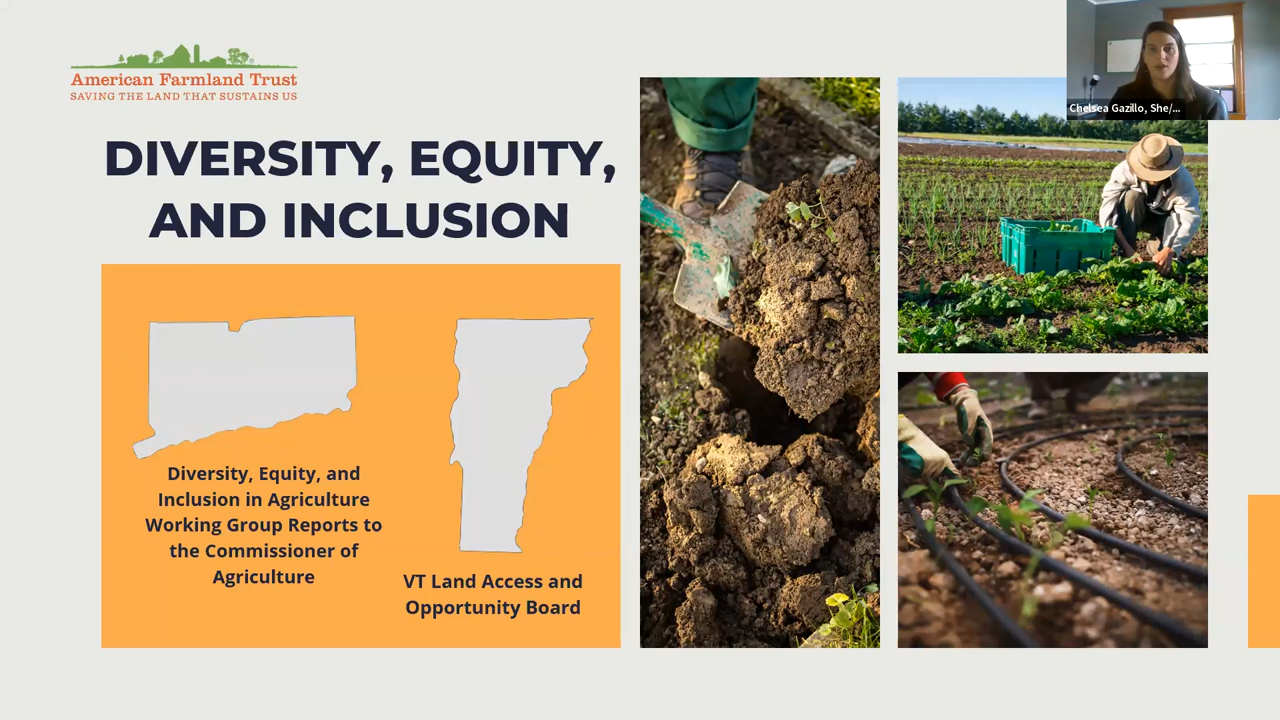 American Farmland Trust
SAVING THE LAND THAT SUSTAINS US
Chelsea Gazillo, She/...
DIVERSITY, EQUITY,
AND INCLUSION
Diversity, Equity, and
Inclusion in Agriculture
Working Group Reports to
the Commissioner of
Agriculture
VT Land Access and
Opportunity Board